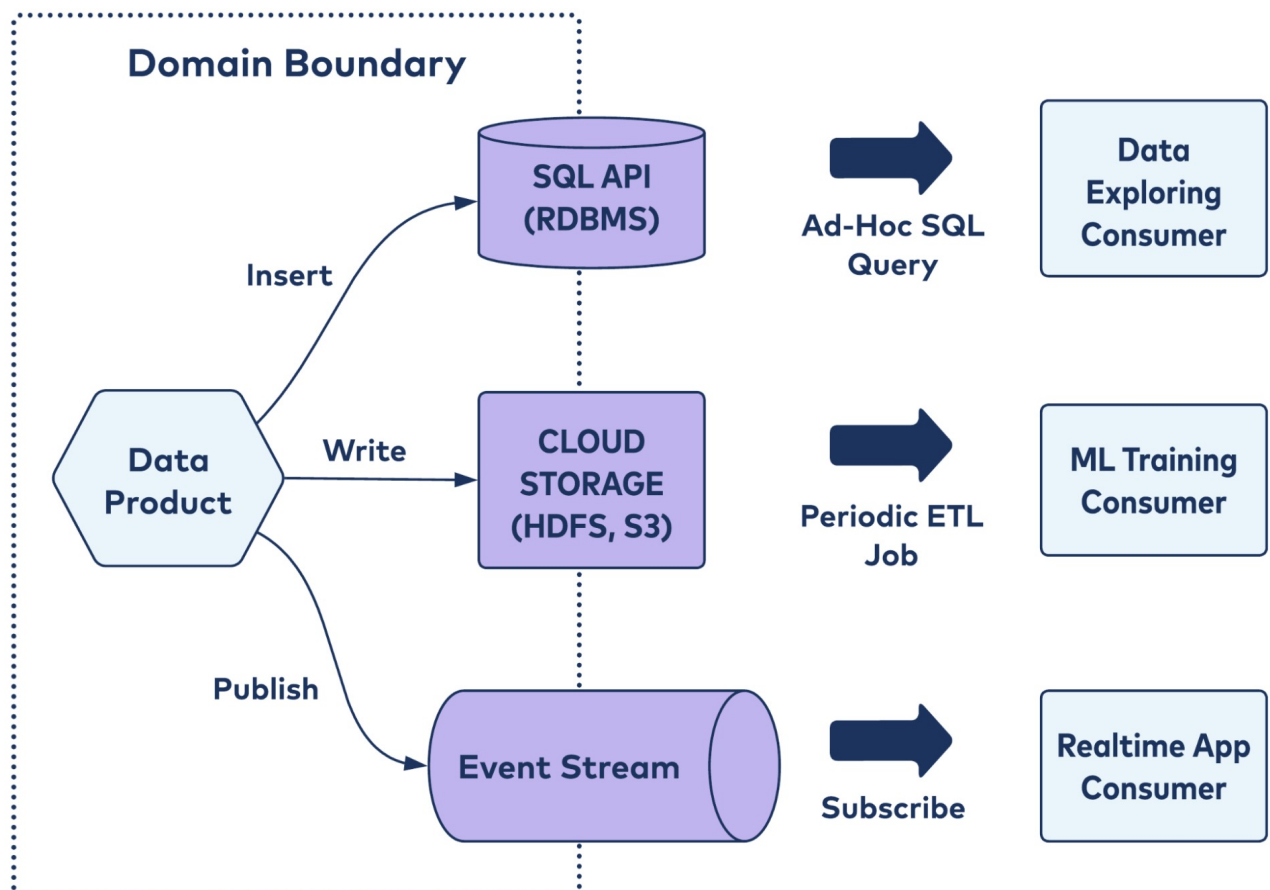 Domain Boundary
SQL API
(RDBMS)
Ad-Hoc SQL
Query
Data
Exploring
Consumer
Insert
Data
Product
Write
CLOUD
STORAGE
(HDFS, S3)
Periodic ETL
Job
ML Training
Consumer
Publish
Event Stream
Subscribe
Realtime App
Consumer